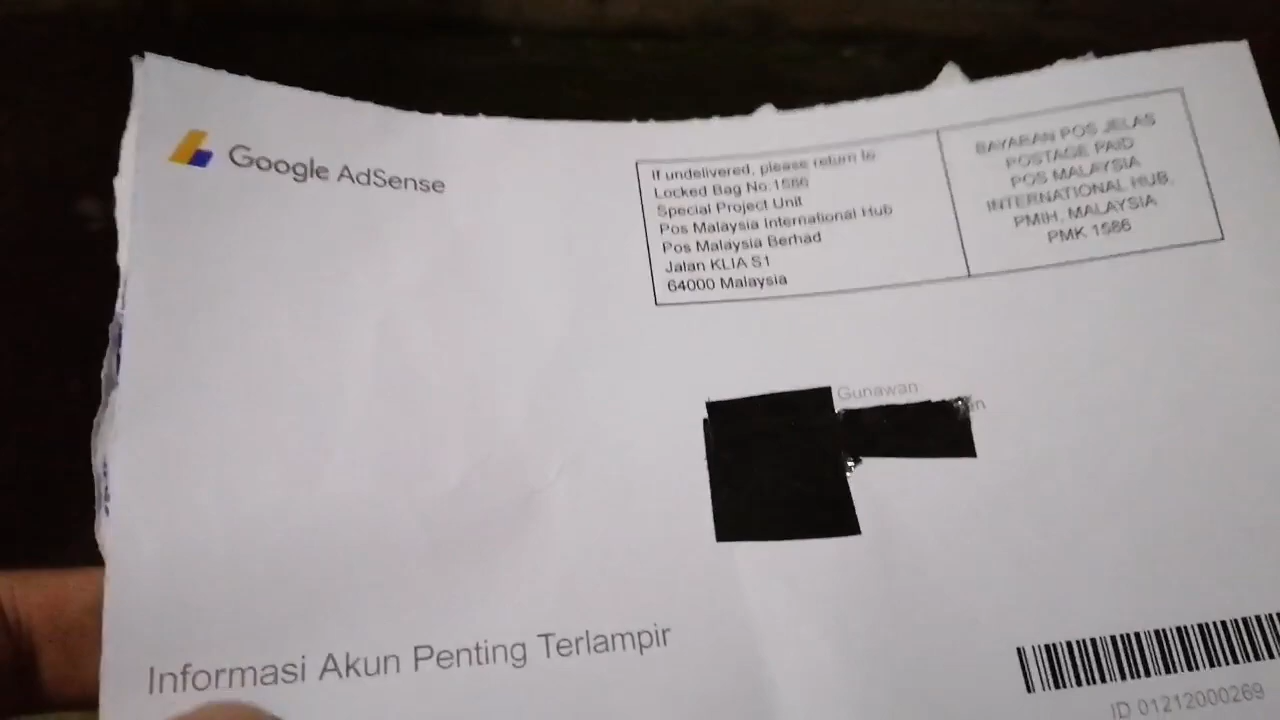 Google AdSense
If undelivered, please return to
Locked Bag No.1586
Special Project Unit
Pos Malaysia International Hub
Pos Malaysia Berhad
Jalan KLIA S1
64000 Malaysia
BAYARAN POS JELAS
POSTAGE PAID
POS MALAYSIA
INTERNATIONAL HUB,
PMIH, MALAYSIA
PMK 1586
Gunawan
Informasi Akun Penting Terlampir
ID 01212000269